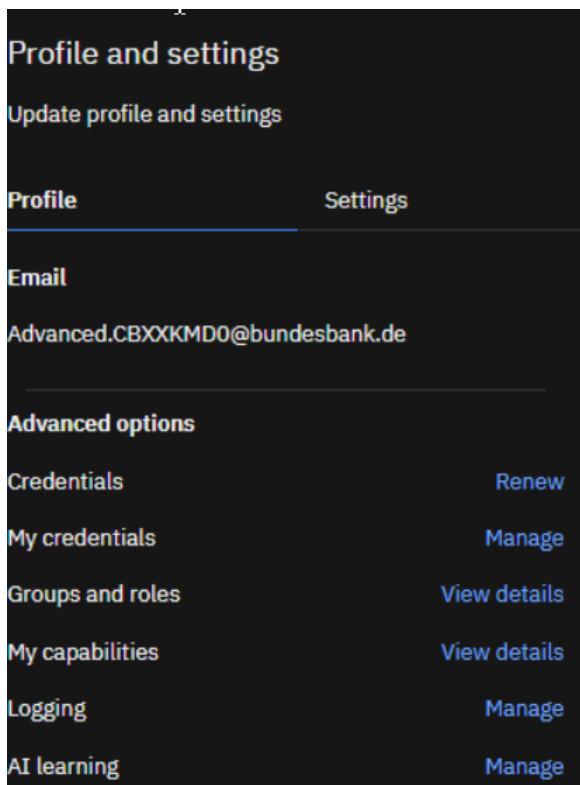 Profile and settings
Update profile and settings
Profile Settings
Email
Advanced.CBXXKMD0@bundesbank.de
Advanced options
Credentials Renew
My credentials Manage
Groups and roles View details
My capabilities View details
Logging Manage
AI learning Manage